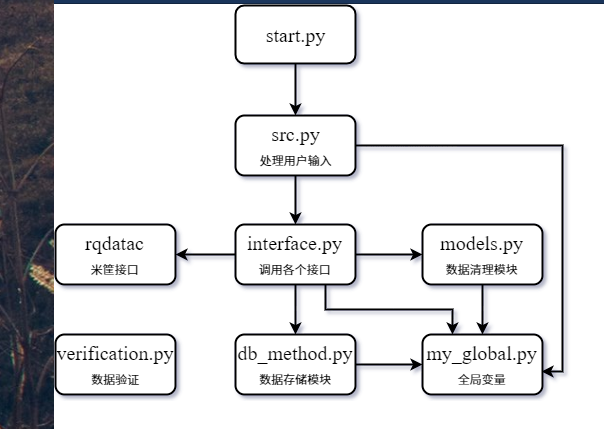 start.py
src.py
处理用户输入
rqdatac
米筐接口
interface.py
调用各个接口
models.py
数据清理模块
verification.py
数据验证
db_method.py
数据存储模块
my_global.py
全局变量